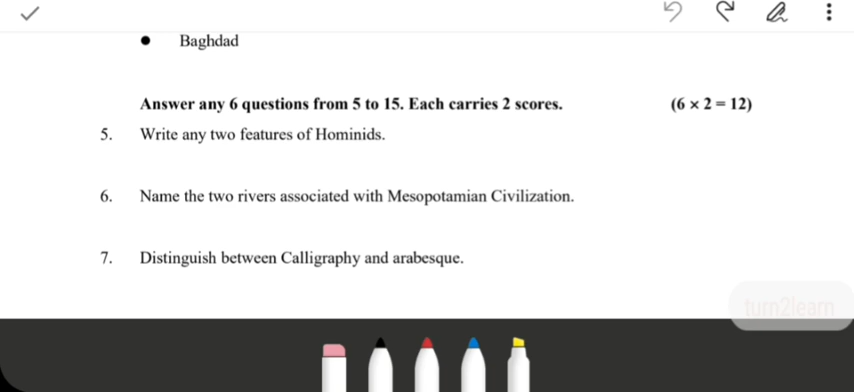 Baghdad
Answer any 6 questions from 5 to 15. Each carries 2 scores. (6 × 2 = 12)
5. Write any two features of Hominids.
6. Name the two rivers associated with Mesopotamian Civilization.
7. Distinguish between Calligraphy and arabesque.
turn2learn